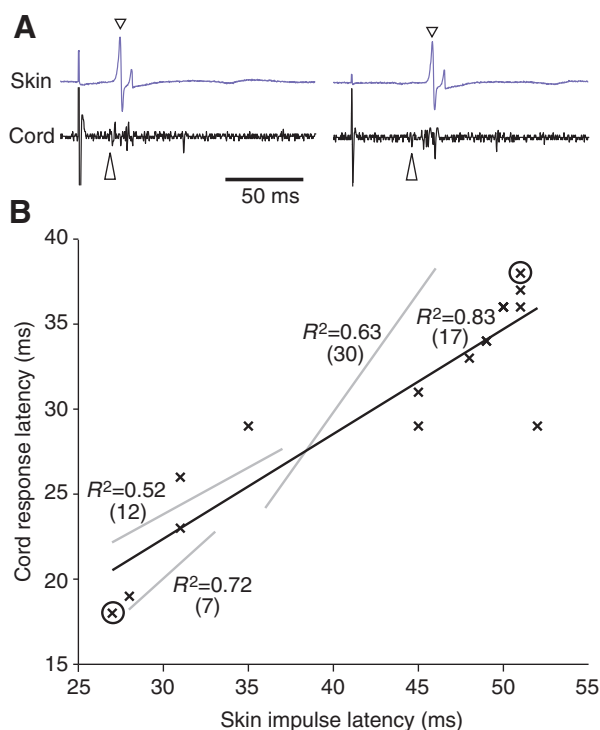 A
Skin
Cord
50 ms
B
40
35
30
25
20
15
Cord response latency (ms)
R²=0.63
(30)
R²=0.83
(17)
R²=0.52
(12)
R²=0.72
(7)
25 30 35 40 45 50 55
Skin impulse latency (ms)